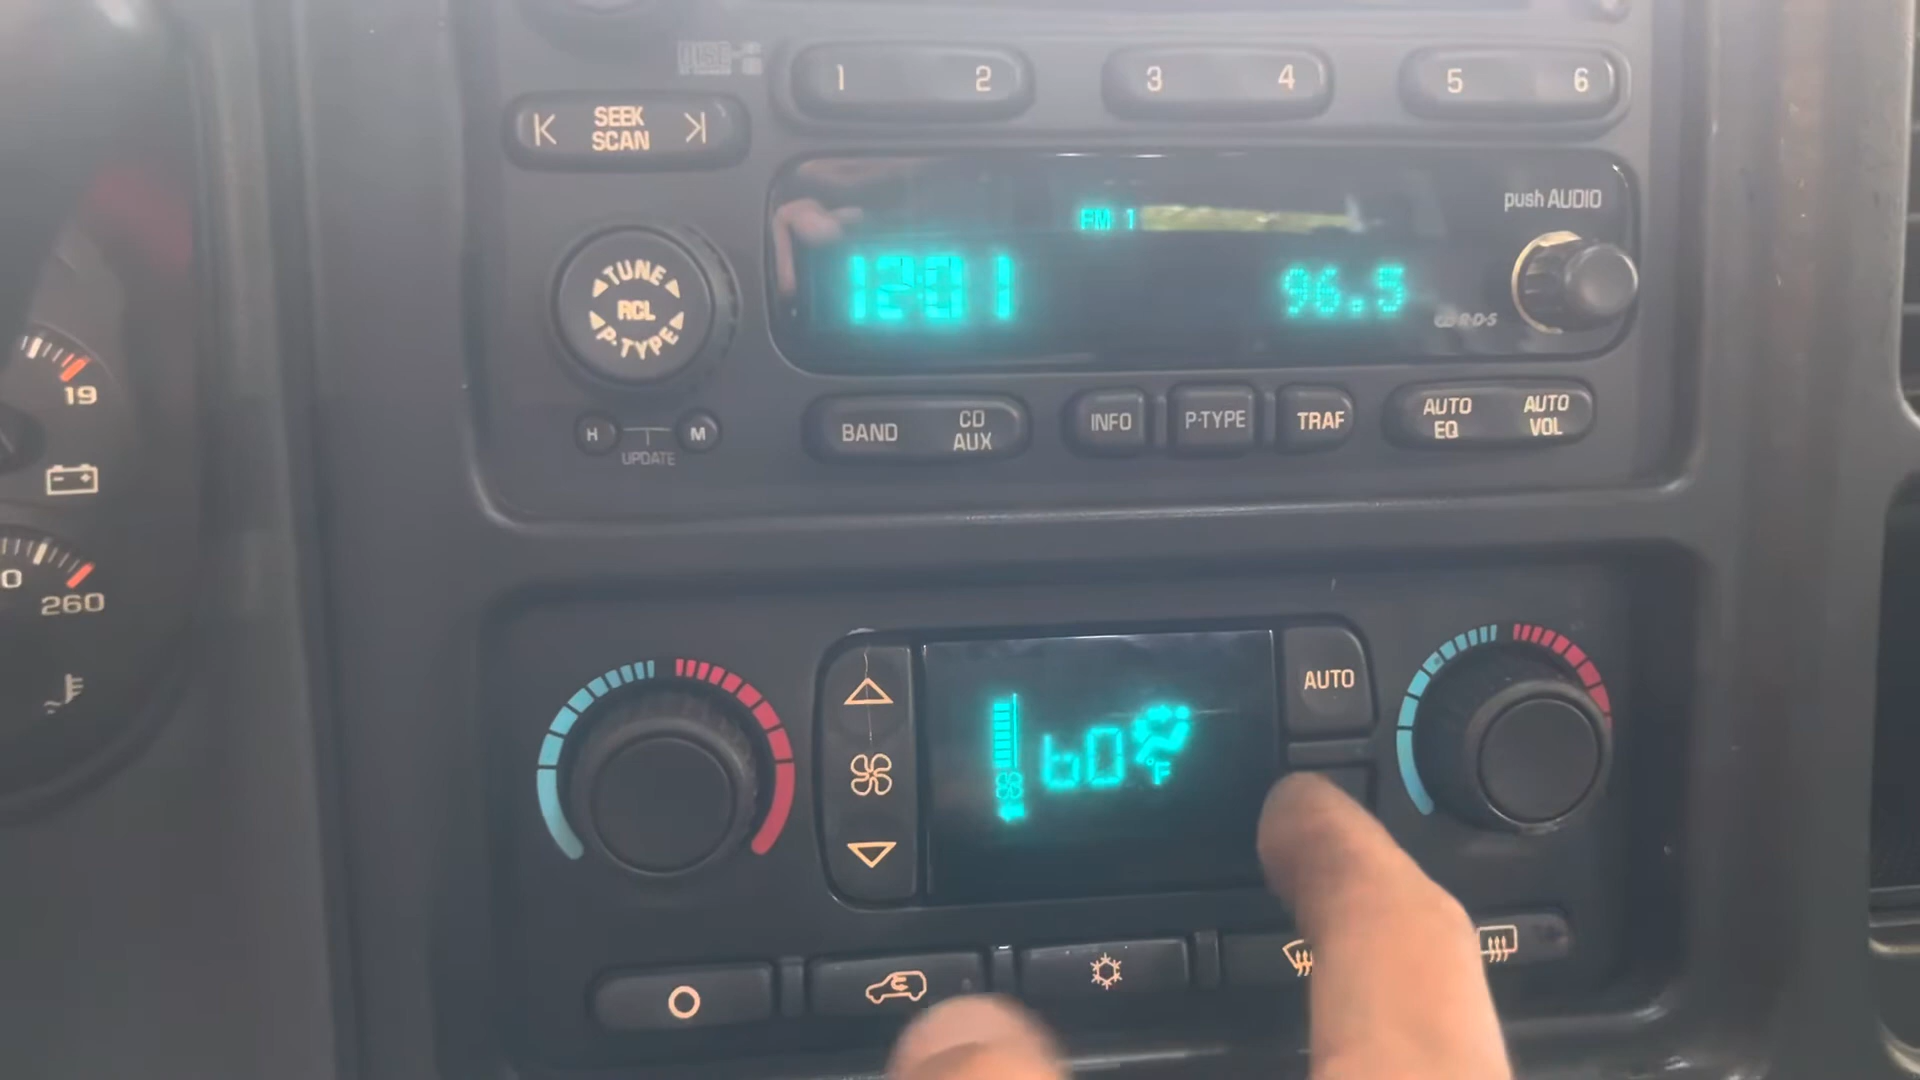 1 2 3 4 5 6
SEEK
SCAN
push AUDIO
FM 1
1201 96.5
TUNE
RCL
P-TYPE
R·D·S
19
H M
UPDATE
BAND CD
AUX
INFO P-TYPE TRAF
AUTO
EQ
AUTO
VOL
0
260
AUTO
60°F